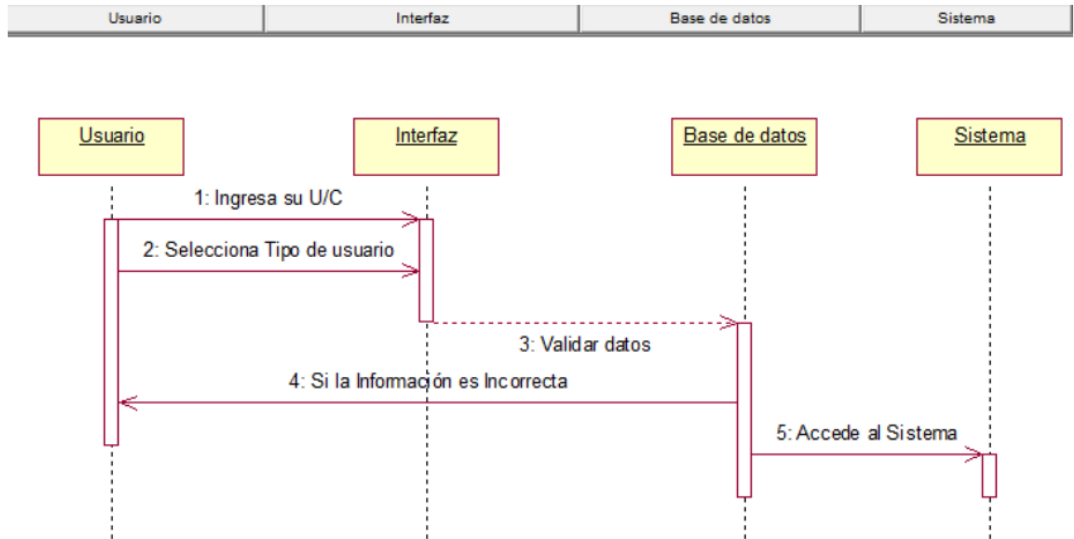 Usuario
Interfaz
Base de datos
Sistema
Usuario
Interfaz
Base de datos
Sistema
1: Ingresa su U/C
2: Selecciona Tipo de usuario
3: Validar datos
4: Si la Información es Incorrecta
5: Accede al Sistema